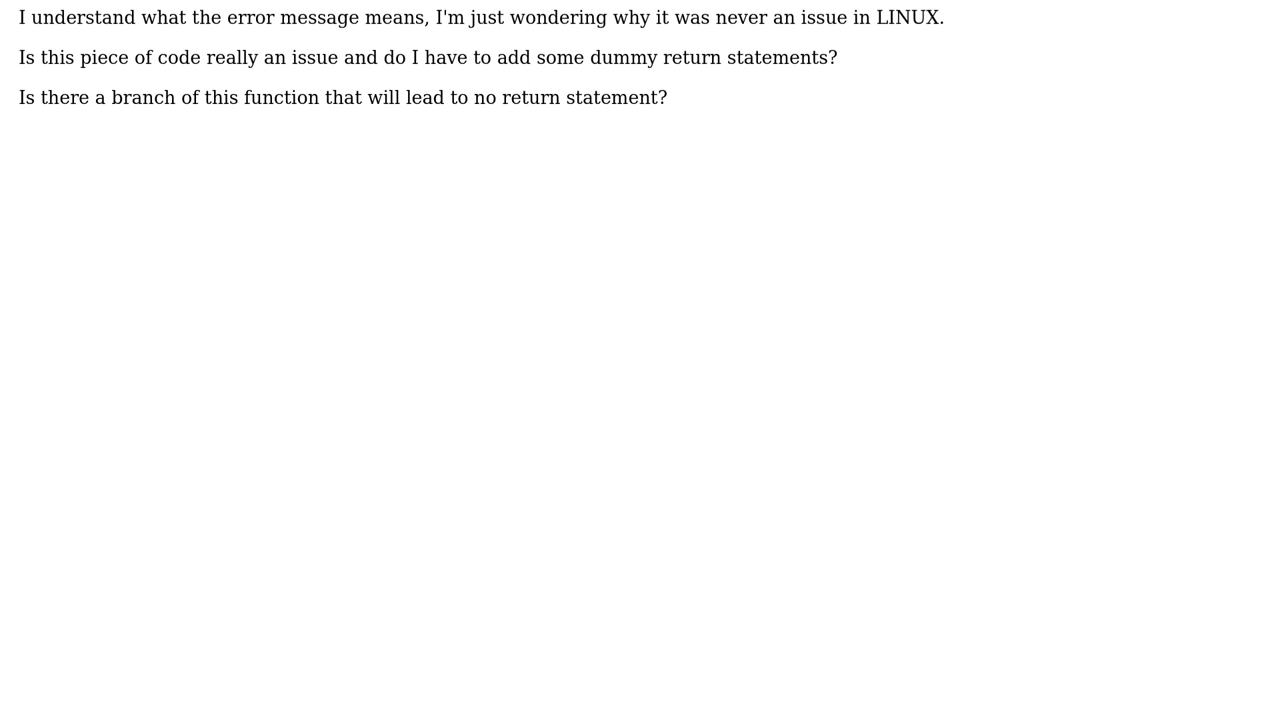 I understand what the error message means, I'm just wondering why it was never an issue in LINUX.
Is this piece of code really an issue and do I have to add some dummy return statements?
Is there a branch of this function that will lead to no return statement?